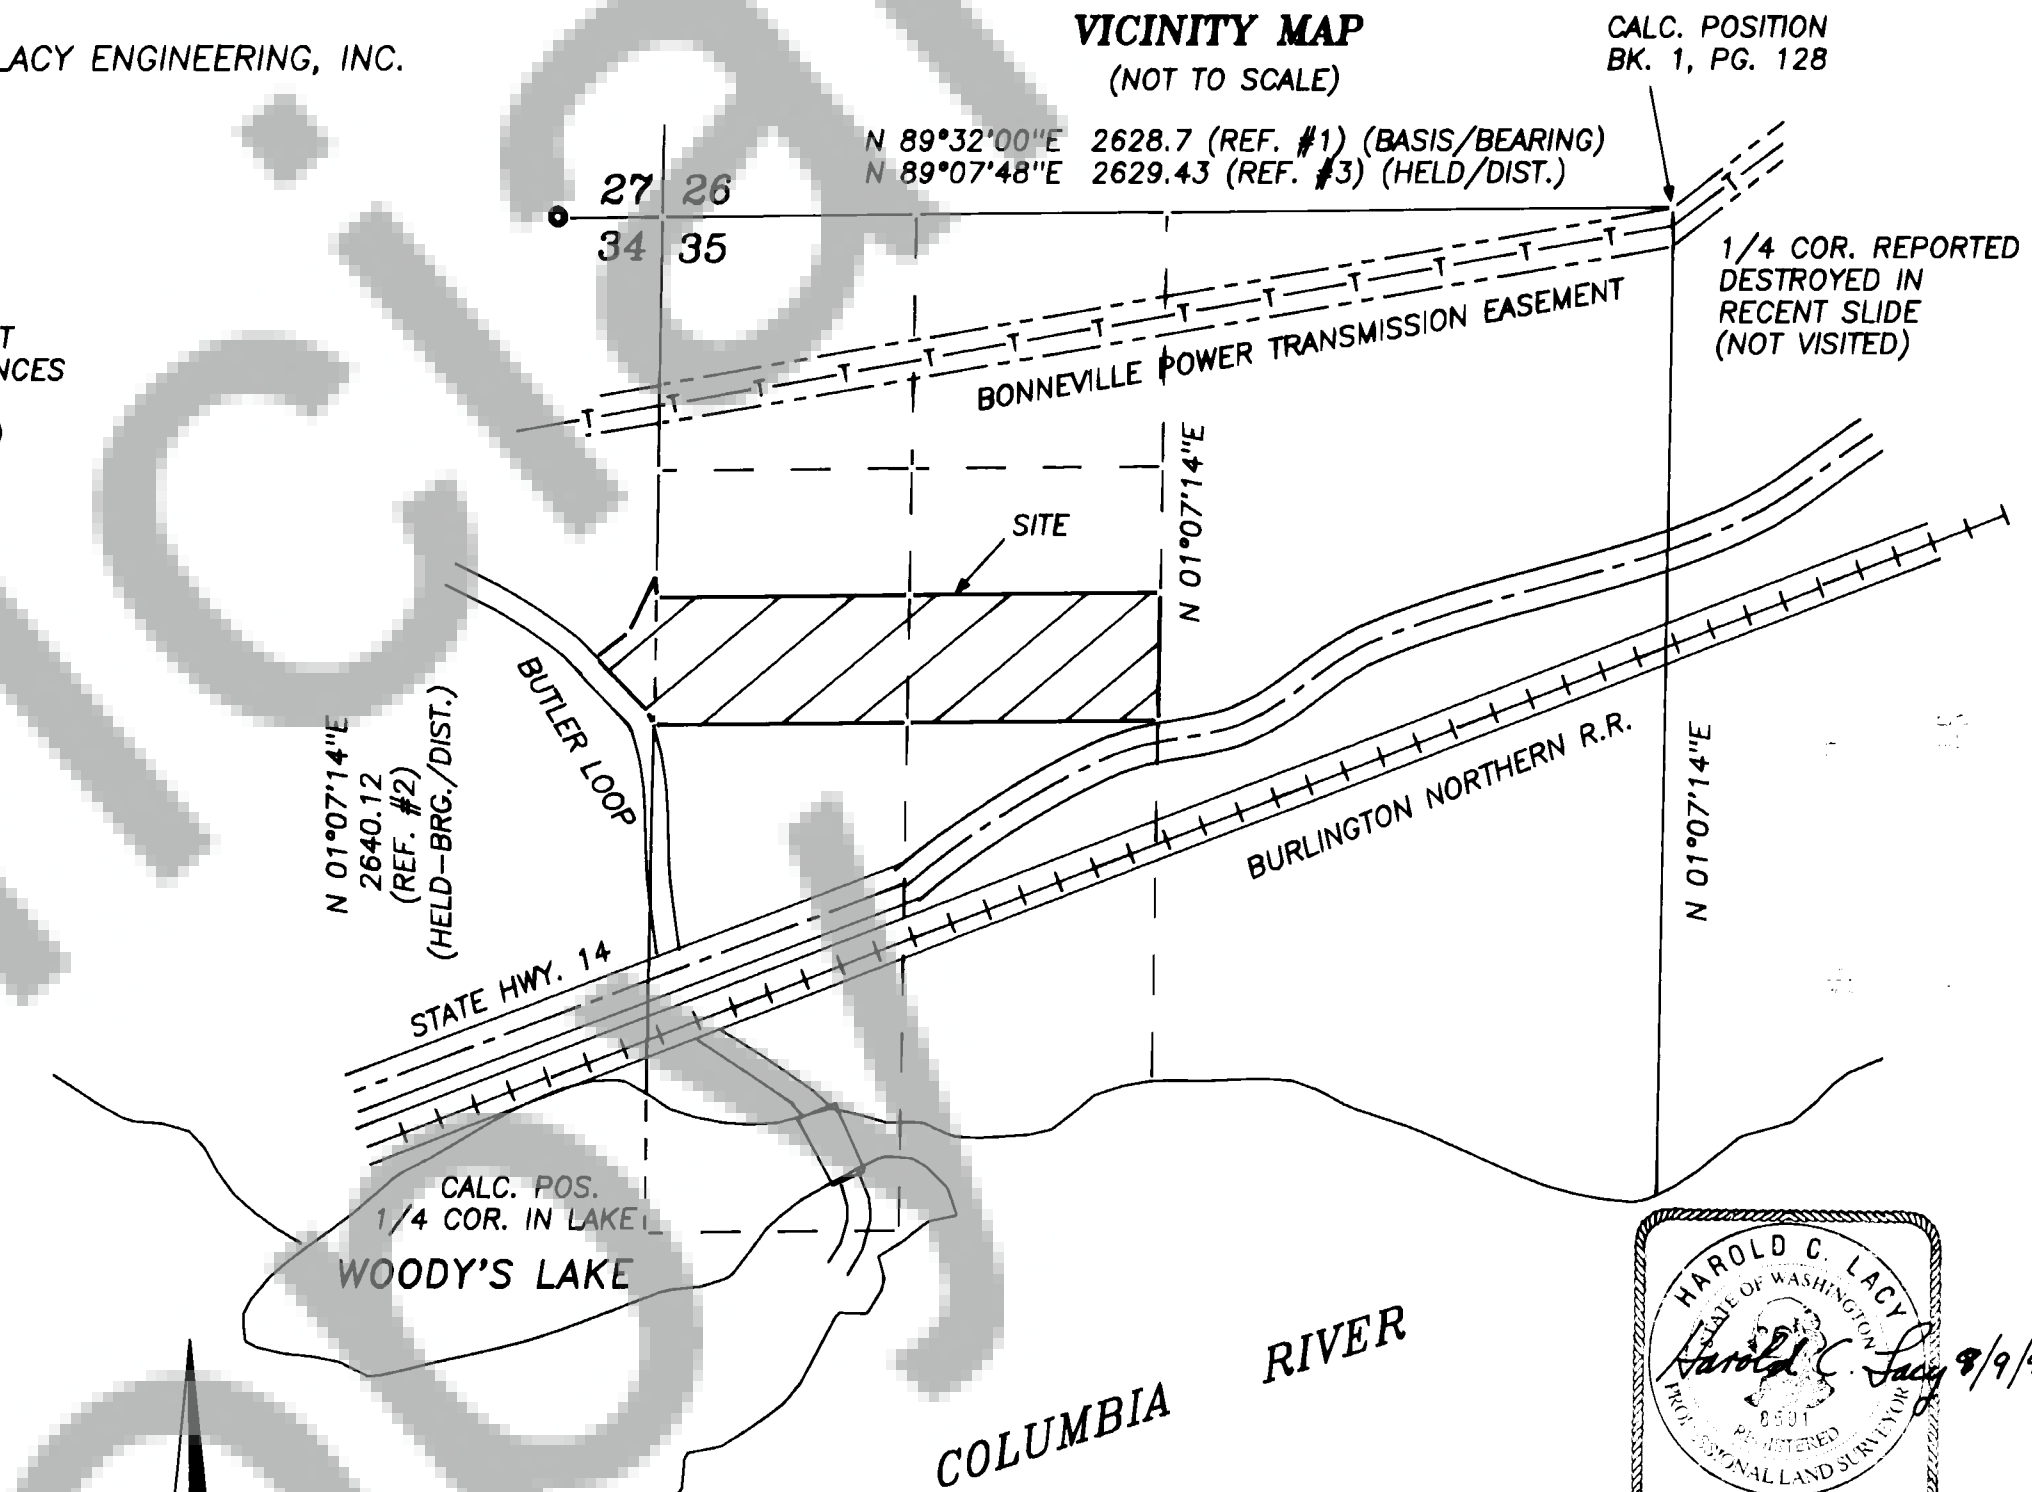 LACY ENGINEERING, INC.
VICINITY MAP
(NOT TO SCALE)
CALC. POSITION
BK. 1, PG. 128
N 89°32'00"E 2628.7 (REF. #1) (BASIS/BEARING)
N 89°07'48"E 2629.43 (REF. #3) (HELD/DIST.)
27 26
34 35
1/4 COR. REPORTED
DESTROYED IN
RECENT SLIDE
(NOT VISITED)
BONNEVILLE POWER TRANSMISSION EASEMENT
T
NCES
)
N 01°07'14"E
SITE
BUTLER LOOP
N 01°07'14"E
2640.12
(REF. #2)
(HELD-BRG./DIST.)
BURLINGTON NORTHERN R.R.
N 01°07'14"E
STATE HWY. 14
CALC. POS.
1/4 COR. IN LAKE
WOODY'S LAKE
COLUMBIA RIVER
HAROLD C. LACY
STATE OF WASHINGTON
Harold C. Lacy 8/9/
REGISTERED
PROFESSIONAL LAND SURVEYOR